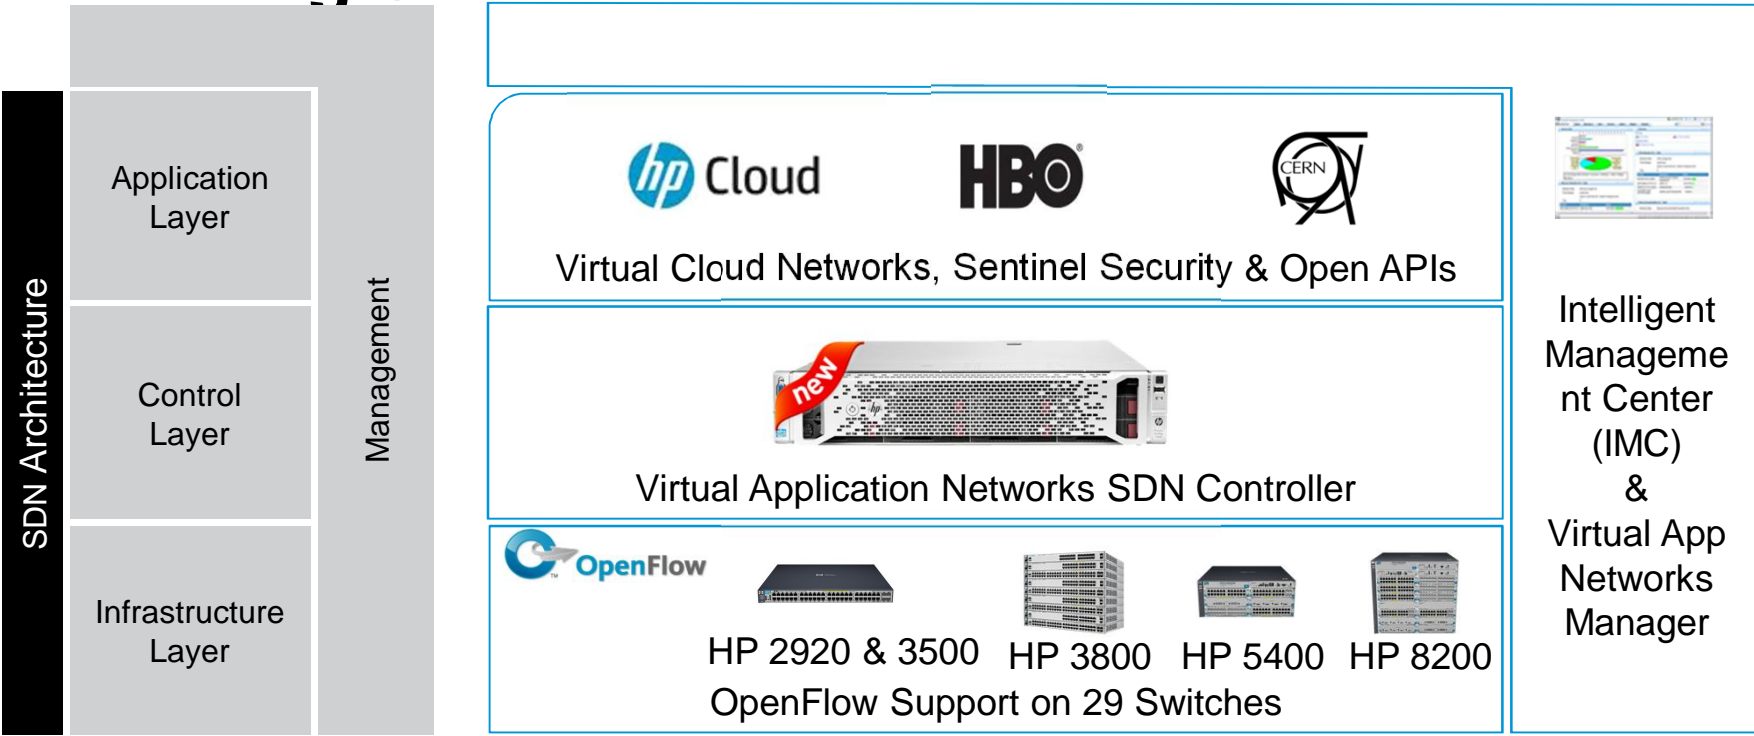 SDN Architecture
Application
Layer
Control
Layer
Infrastructure
Layer
Management
hp Cloud
HBO
CERN
Virtual Cloud Networks, Sentinel Security & Open APIs
new
Virtual Application Networks SDN Controller
OpenFlow
HP 2920 & 3500 HP 3800 HP 5400 HP 8200
OpenFlow Support on 29 Switches
Intelligent
Manageme
nt Center
(IMC)
&
Virtual App
Networks
Manager